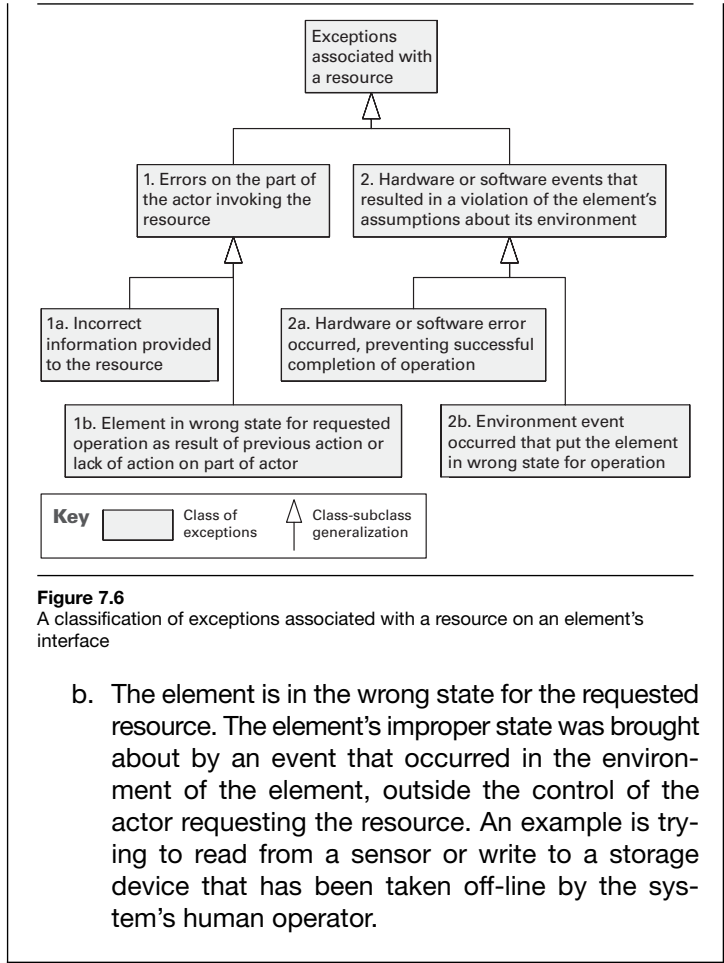 Exceptions
associated with
a resource
1. Errors on the part of
the actor invoking the
resource
2. Hardware or software events that
resulted in a violation of the element’s
assumptions about its environment
1a. Incorrect
information provided
to the resource
2a. Hardware or software error
occurred, preventing successful
completion of operation
1b. Element in wrong state for requested
operation as result of previous action or
lack of action on part of actor
2b. Environment event
occurred that put the element
in wrong state for operation
Key
Class of
exceptions
Class-subclass
generalization
Figure 7.6
A classification of exceptions associated with a resource on an element’s
interface
b. The element is in the wrong state for the requested
resource. The element’s improper state was brought
about by an event that occurred in the environ-
ment of the element, outside the control of the
actor requesting the resource. An example is try-
ing to read from a sensor or write to a storage
device that has been taken off-line by the sys-
tem’s human operator.